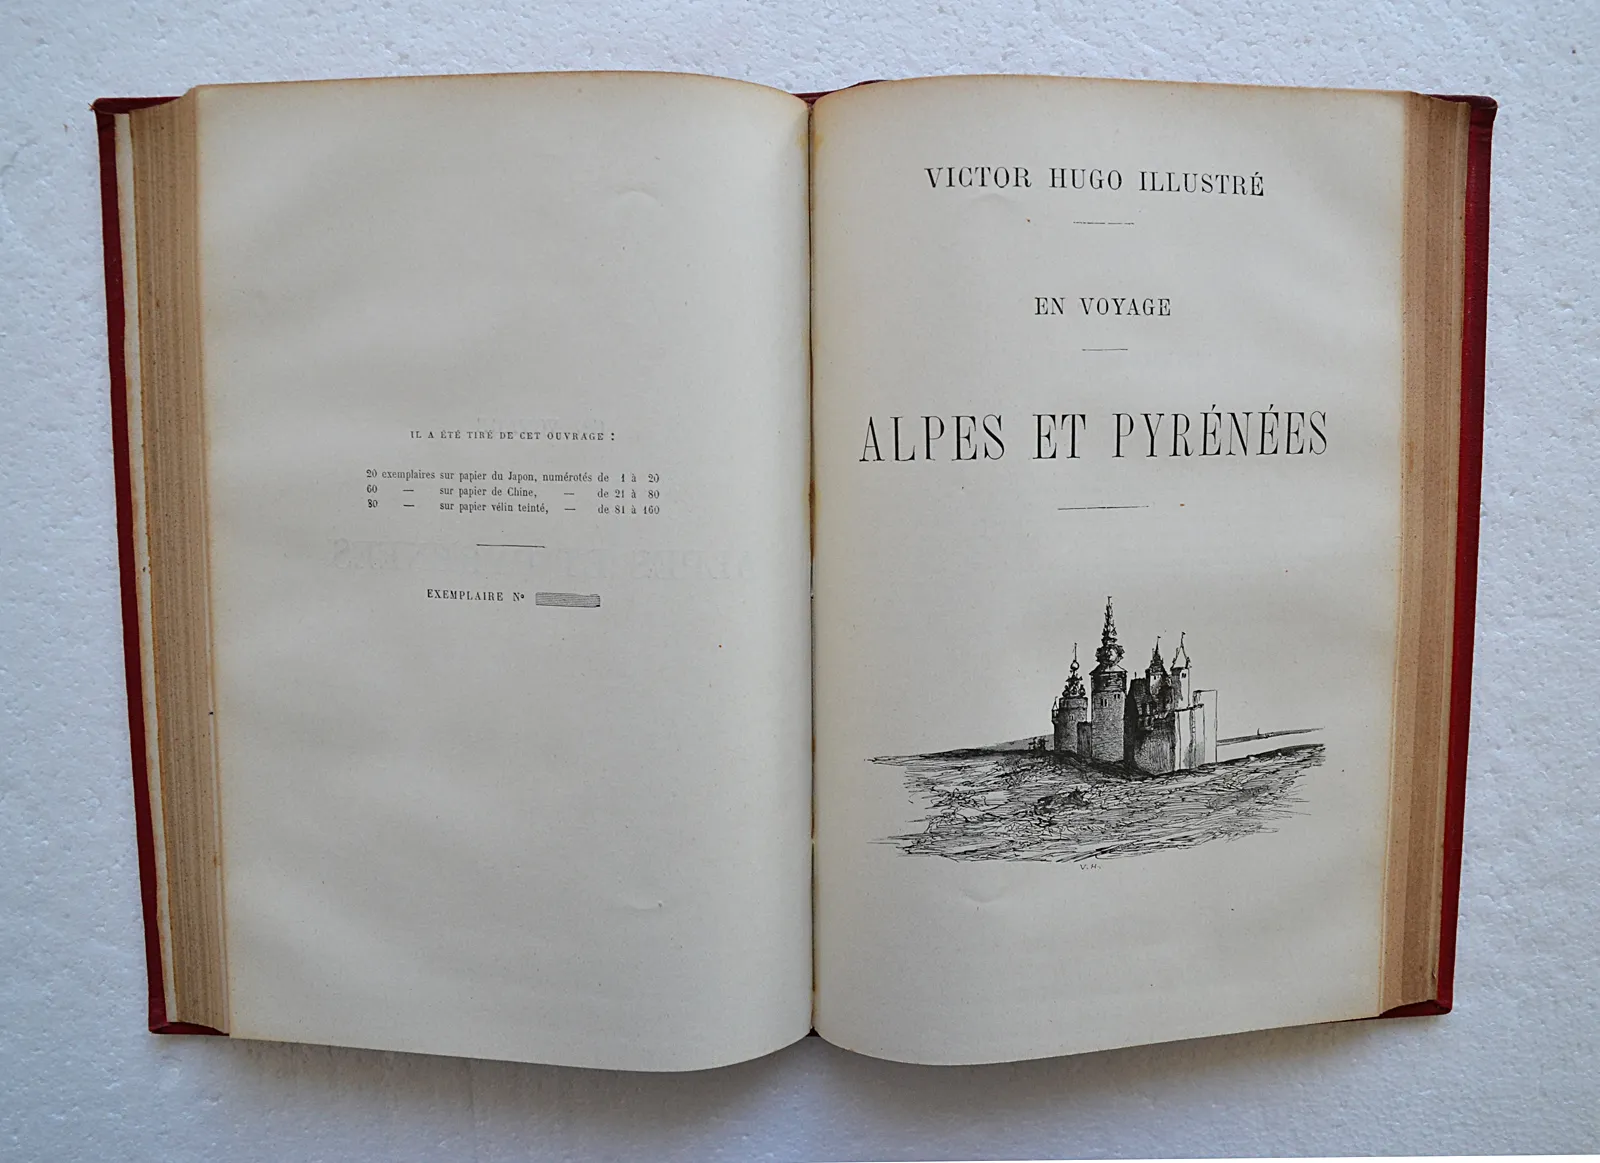 IL A ÉTÉ TIRÉ DE CET OUVRAGE :
20 exemplaires sur papier du Japon, numérotés de 1 à 20
60 — sur papier de Chine, — de 21 à 80
80 — sur papier vélin teinté, — de 81 à 160
EXEMPLAIRE Nº
VICTOR HUGO ILLUSTRÉ
EN VOYAGE
ALPES ET PYRÉNÉES
V. H.